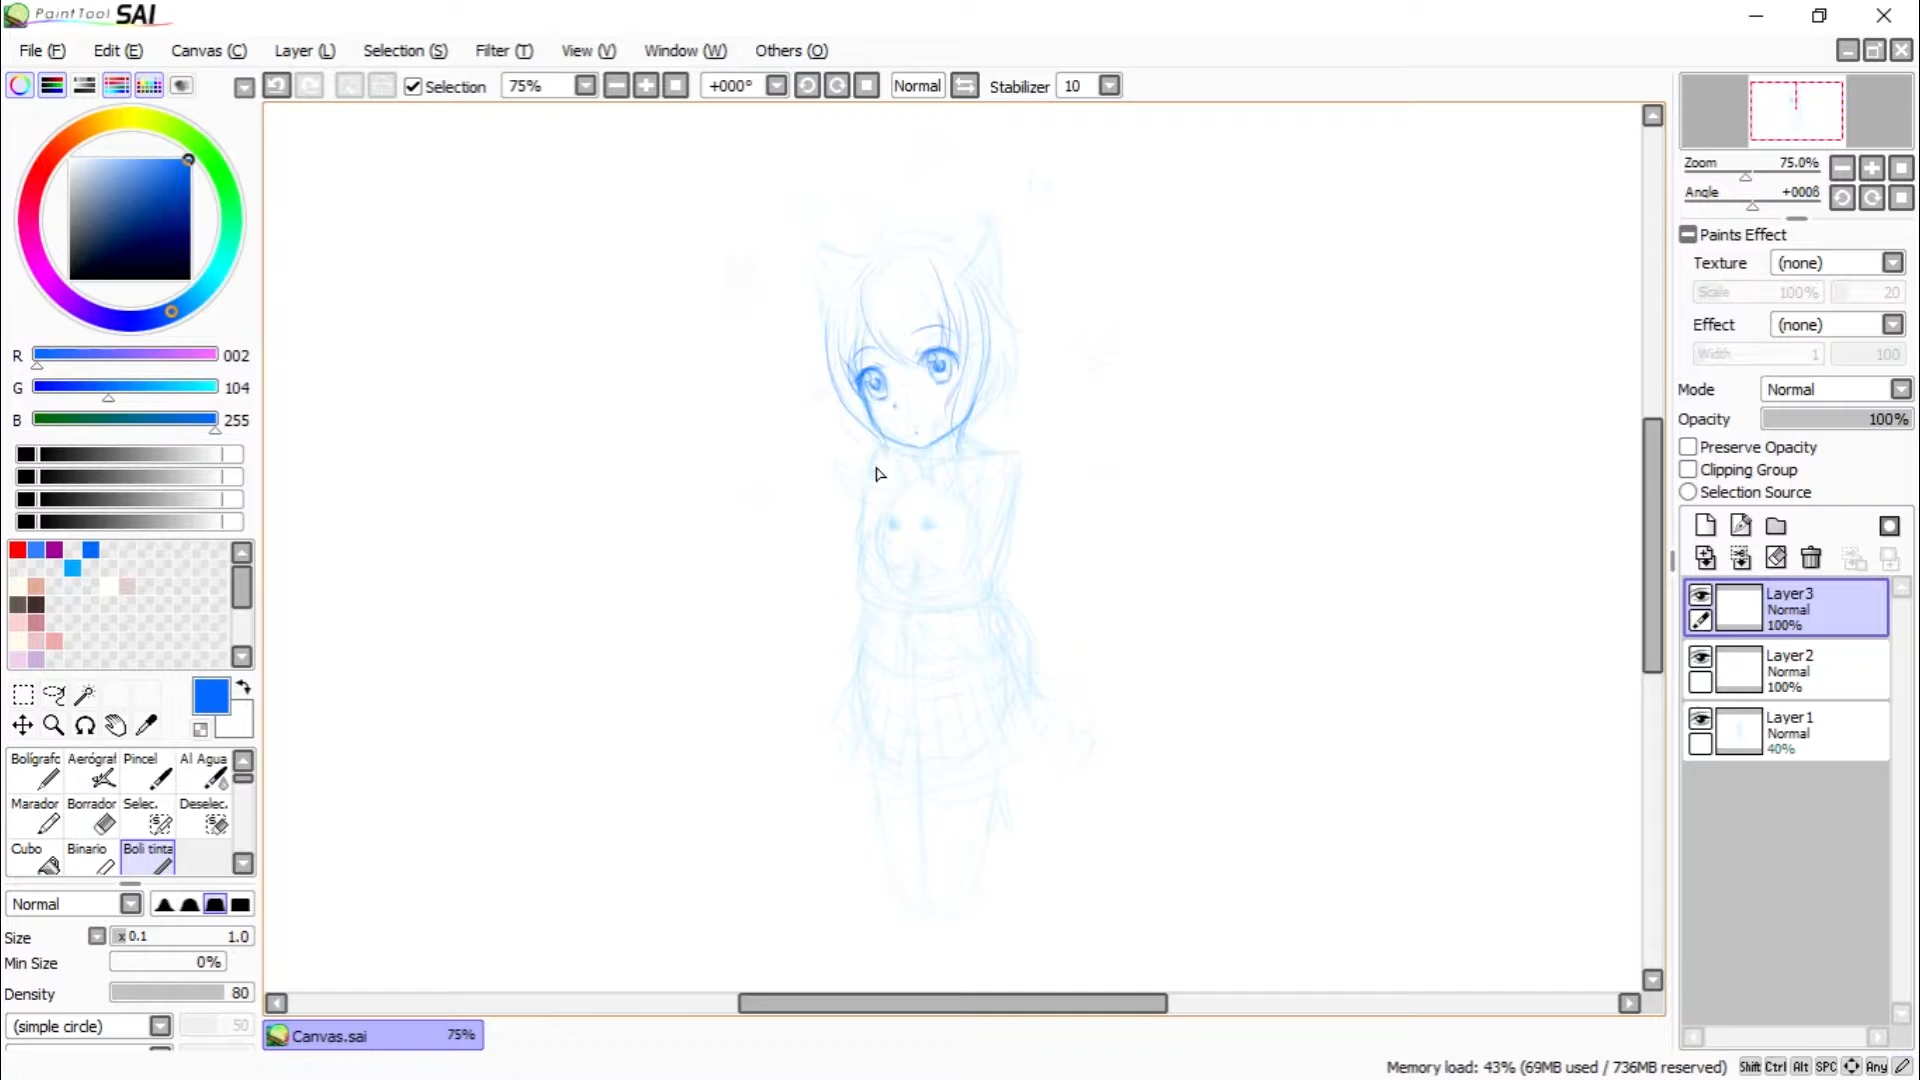 PaintTool SAI
File (F) Edit (E) Canvas (C) Layer (L) Selection (S) Filter (T) View (V) Window (W) Others (O)
Selection 75% +000° Normal Stabilizer 10
Zoom 75.0%
Angle +0008
Paints Effect
Texture (none)
Scale 100% 20
Effect (none)
Width 1 100
Mode Normal
Opacity 100%
Preserve Opacity
Clipping Group
Selection Source
R 002
G 104
B 255
Layer3
Normal
100%
Layer2
Normal
100%
Layer1
Normal
40%
Bolígrafo Aerógraf Pincel Al Agua
Marador Borrador Selec. Deselec.
Cubo Binario Boli tinta
Normal
Size x 0.1 1.0
Min Size 0%
Density 80
(simple circle) 50
Canvas.sai 75%
Memory load: 43% (69MB used / 736MB reserved) Shift Ctrl Alt SPC Any